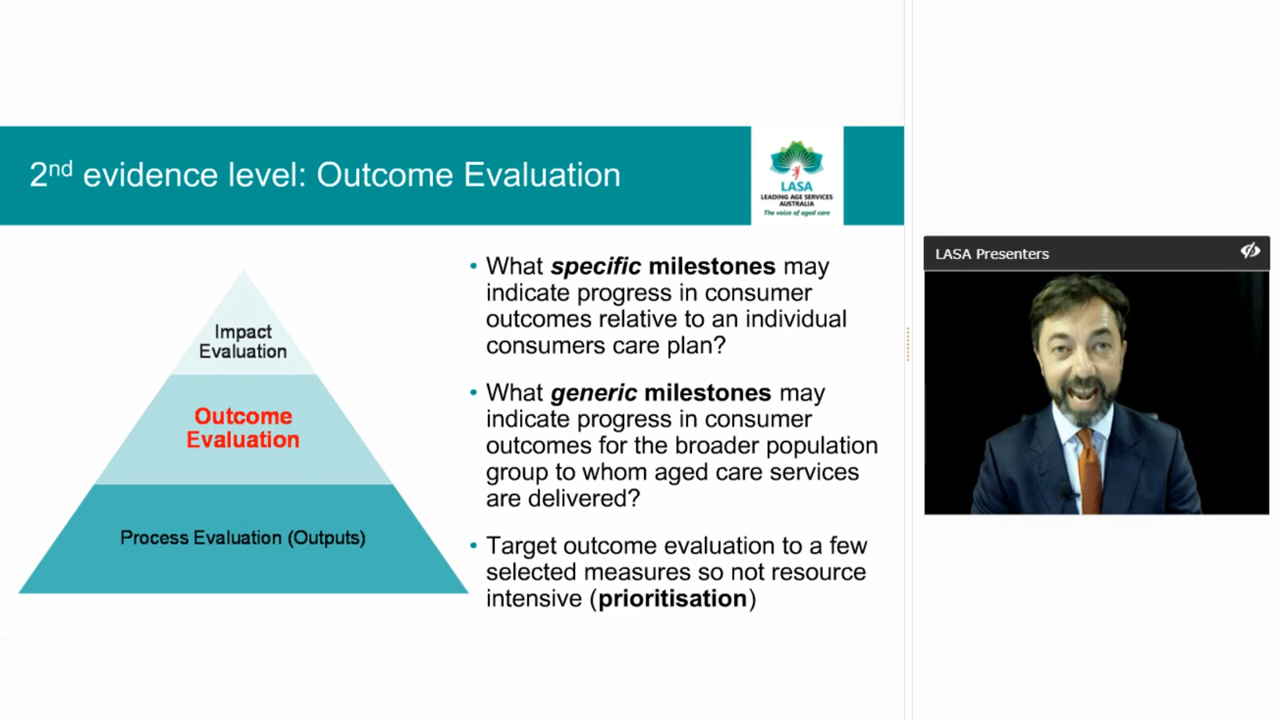 2nd evidence level: Outcome Evaluation
LASA
LEADING AGE SERVICES
AUSTRALIA
The voice of aged care
Impact
Evaluation
Outcome
Evaluation
Process Evaluation (Outputs)
• What specific milestones may
indicate progress in consumer
outcomes relative to an individual
consumers care plan?
• What generic milestones may
indicate progress in consumer
outcomes for the broader population
group to whom aged care services
are delivered?
• Target outcome evaluation to a few
selected measures so not resource
intensive (prioritisation)
LASA Presenters